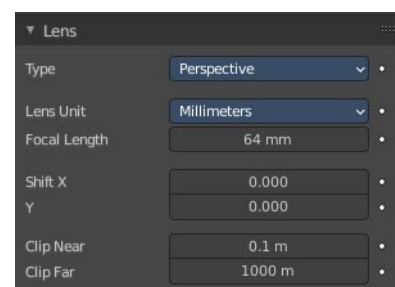 Lens
Type Perspective
Lens Unit Millimeters
Focal Length 64 mm
Shift X 0.000
Y 0.000
Clip Near 0.1 m
Clip Far 1000 m